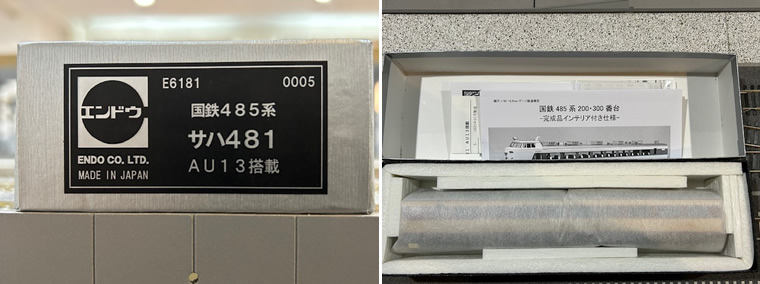 エンドウ
ENDO CO., LTD.
MADE IN JAPAN
E6181
0005
国鉄485系
サハ481
AU13搭載
国鉄 485 系 200・300 番台
-完成品インテリア付き仕様-